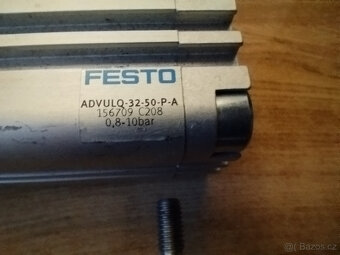 FESTO
ADVULQ-32-50-P-A
156709 C208
0,8-10bar
Bazos.cz